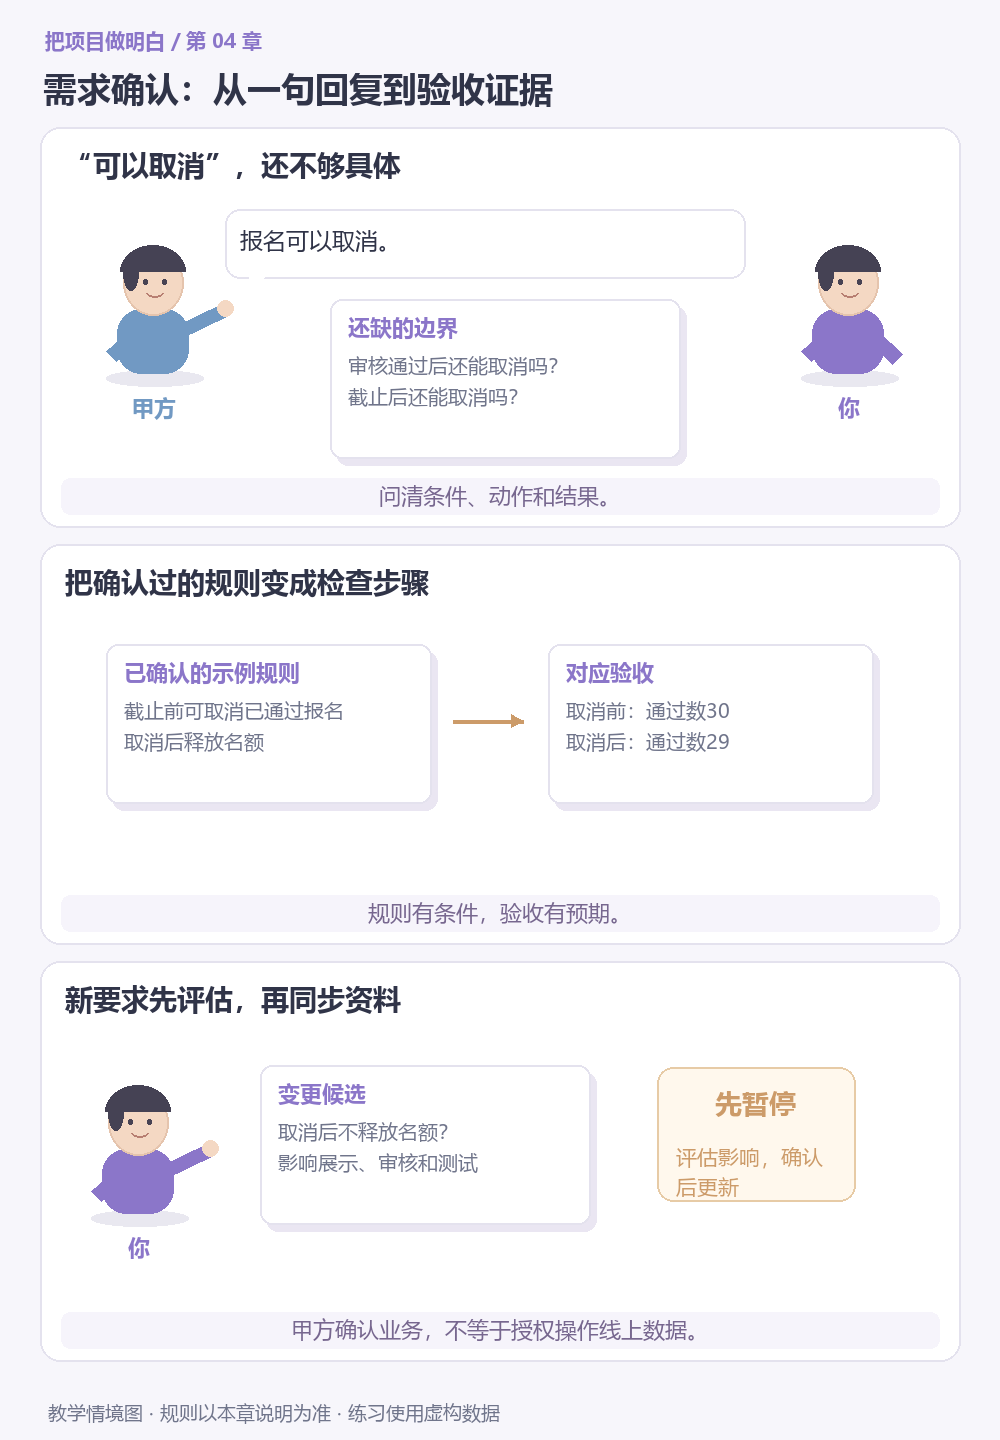 把项目做明白 / 第 04 章
需求确认：从一句回复到验收证据
“可以取消”，还不够具体
报名可以取消。
还缺的边界
审核通过后还能取消吗？
截止后还能取消吗？
甲方
你
问清条件、动作和结果。
把确认过的规则变成检查步骤
已确认的示例规则
截止前可取消已通过报名
取消后释放名额
对应验收
取消前：通过数30
取消后：通过数29
规则有条件，验收有预期。
新要求先评估，再同步资料
变更候选
取消后不释放名额？
影响展示、审核和测试
先暂停
评估影响，确认
后更新
你
甲方确认业务，不等于授权操作线上数据。
教学情境图 · 规则以本章说明为准 · 练习使用虚构数据